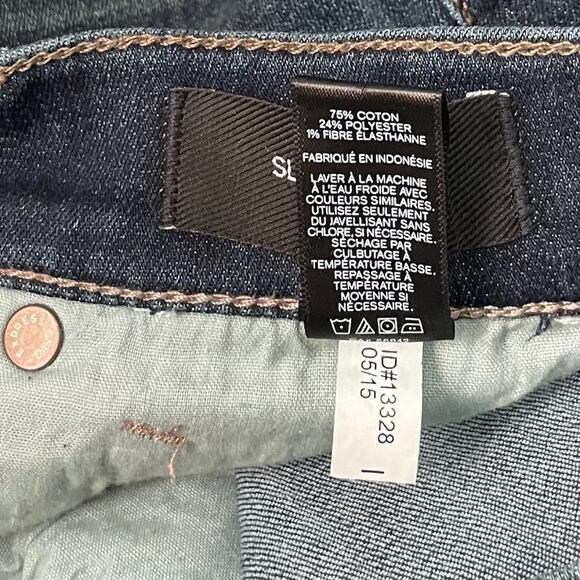 SL
75% COTON
24% POLYESTER
1% FIBRE ÉLASTHANNE
FABRIQUÉ EN INDONÉSIE
LAVER À LA MACHINE
À L'EAU FROIDE AVEC
COULEURS SIMILAIRES.
UTILISEZ SEULEMENT
DU JAVELLISANT SANS
CHLORE, SI NÉCESSAIRE.
SÉCHAGE PAR
CULBUTAGE À
TEMPÉRATURE BASSE.
REPASSAGE À
TEMPÉRATURE
MOYENNE SI
NÉCESSAIRE.
ID#13328 I
05/15
EXPRESS